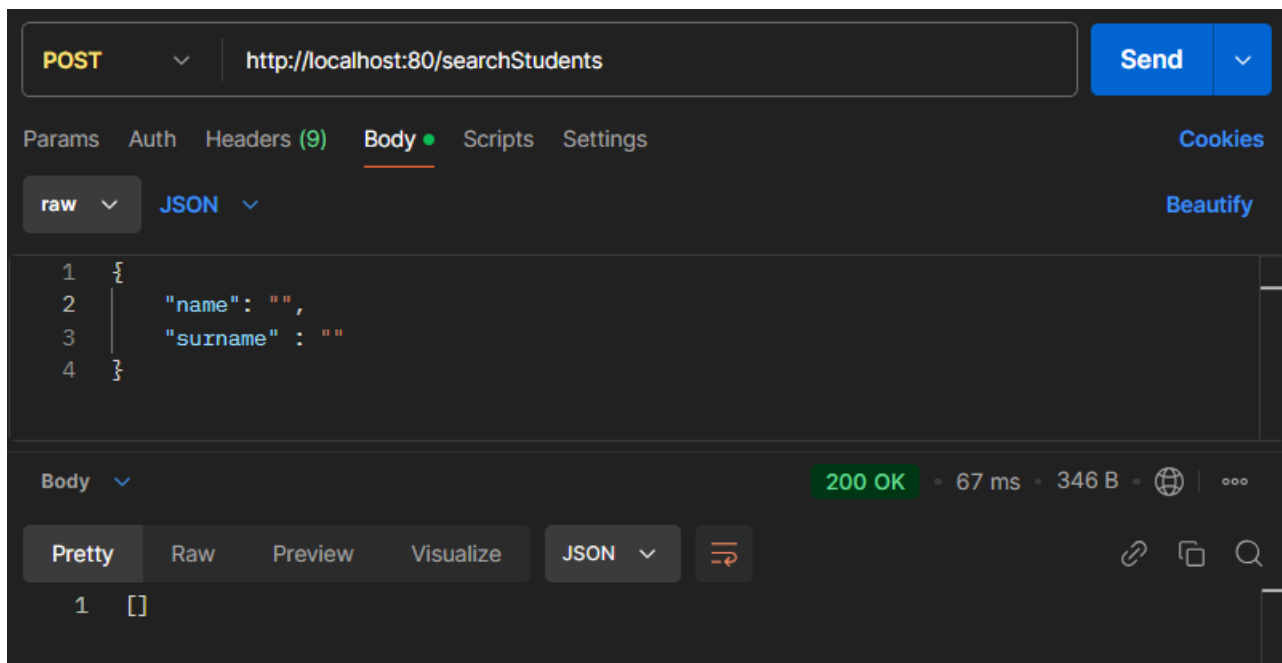 POST http://localhost:80/searchStudents Send
Params Auth Headers (9) Body Scripts Settings Cookies
raw JSON Beautify
1 {
2 "name": "",
3 "surname" : ""
4 }
Body 200 OK • 67 ms • 346 B
Pretty Raw Preview Visualize JSON
1 []